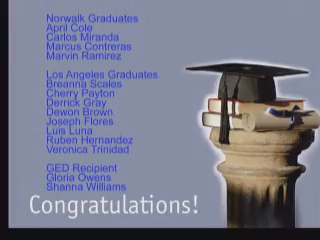 Norwalk Graduates
April Cole
Carlos Miranda
Marcus Contreras
Marvin Ramirez
Los Angeles Graduates
Breanna Scales
Cherry Payton
Derrick Gray
Dewon Brown
Joseph Flores
Luis Luna
Ruben Hernandez
Veronica Trinidad
GED Recipient
Gloria Owens
Shanna Williams
Congratulations!